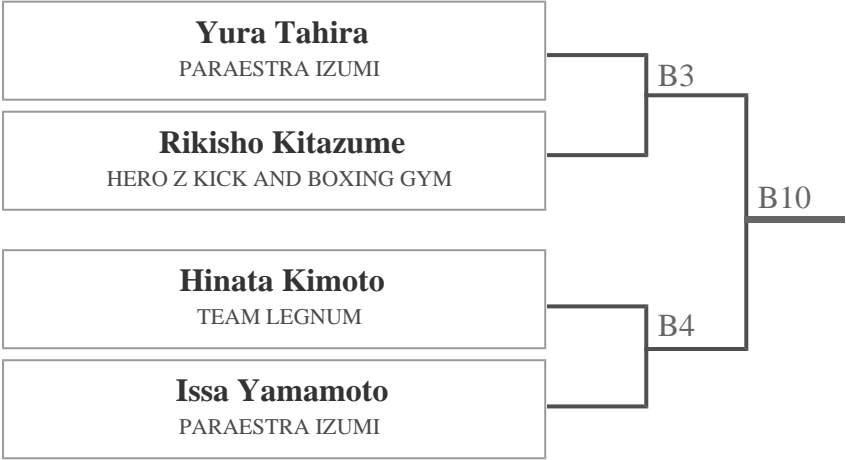 Yura Tahira
PARAESTRA IZUMI
B3
Rikisho Kitazume
HERO Z KICK AND BOXING GYM
B10
Hinata Kimoto
TEAM LEGNUM
B4
Issa Yamamoto
PARAESTRA IZUMI